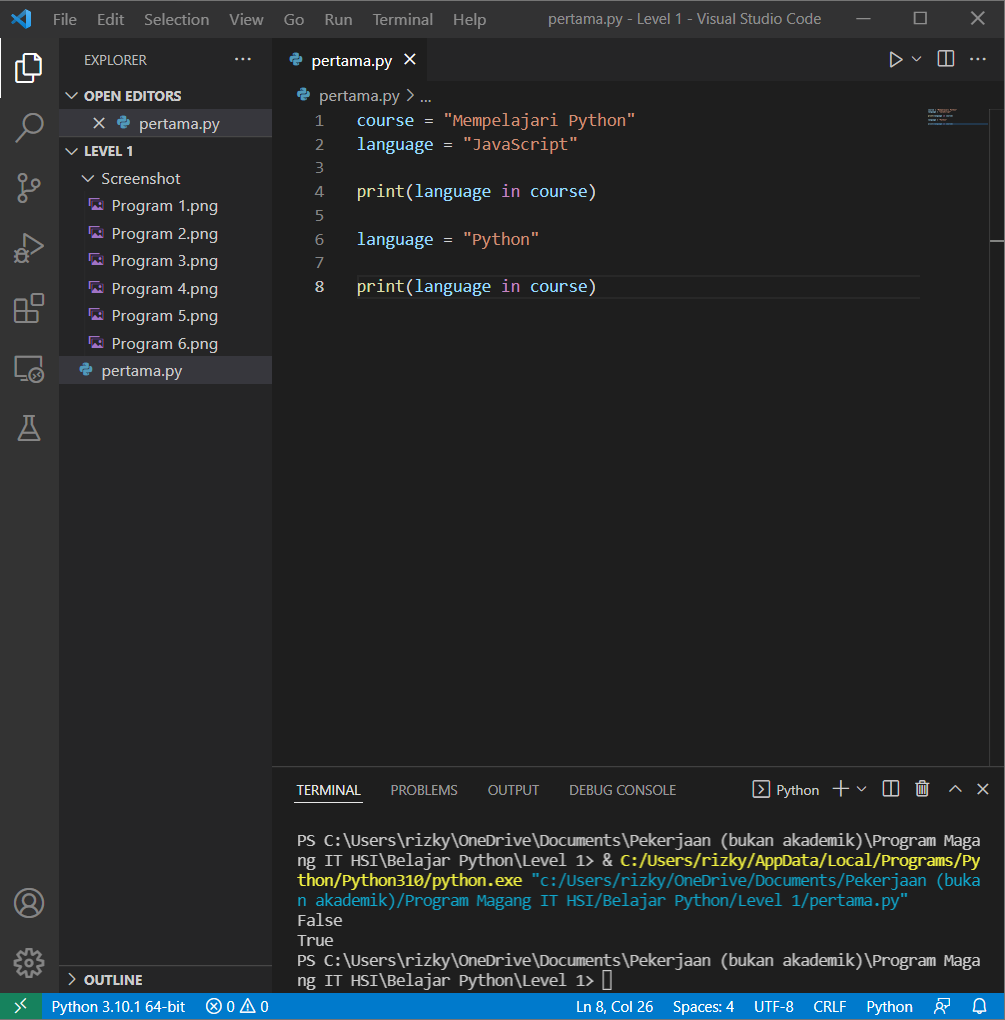 File Edit Selection View Go Run Terminal Help pertama.py - Level 1 - Visual Studio Code
EXPLORER
OPEN EDITORS
pertama.py
LEVEL 1
Screenshot
Program 1.png
Program 2.png
Program 3.png
Program 4.png
Program 5.png
Program 6.png
pertama.py
OUTLINE
pertama.py
pertama.py > ...
1 course = "Mempelajari Python"
2 language = "JavaScript"
3
4 print(language in course)
5
6 language = "Python"
7
8 print(language in course)
TERMINAL PROBLEMS OUTPUT DEBUG CONSOLE Python
PS C:\Users\rizky\OneDrive\Documents\Pekerjaan (bukan akademik)\Program Maga
ng IT HSI\Belajar Python\Level 1> & C:/Users/rizky/AppData/Local/Programs/Py
thon/Python310/python.exe "c:/Users/rizky/OneDrive/Documents/Pekerjaan (buka
n akademik)/Program Magang IT HSI/Belajar Python/Level 1/pertama.py"
False
True
PS C:\Users\rizky\OneDrive\Documents\Pekerjaan (bukan akademik)\Program Maga
ng IT HSI\Belajar Python\Level 1>
Python 3.10.1 64-bit 0 0 Ln 8, Col 26 Spaces: 4 UTF-8 CRLF Python